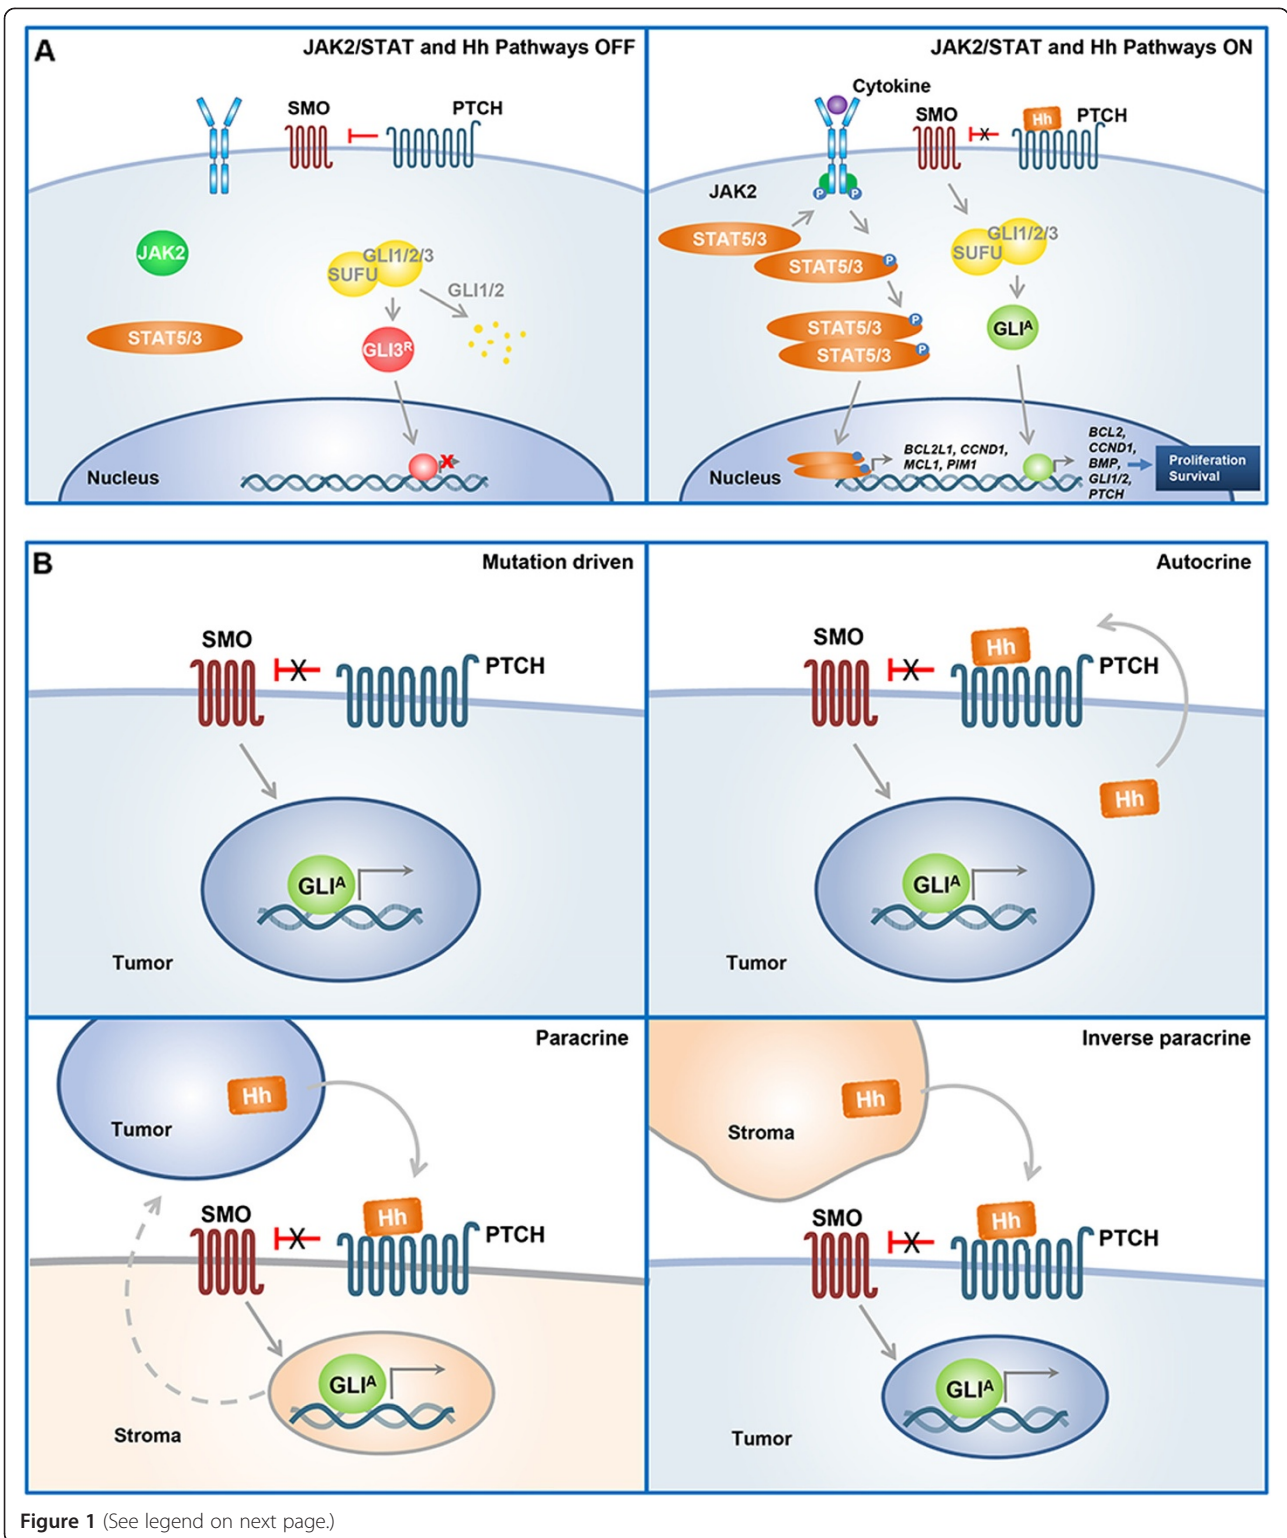 A
JAK2/STAT and Hh Pathways OFF
SMO
PTCH
JAK2
GLI1/2/3
SUFU
GLI1/2
STAT5/3
GLI3R
X
Nucleus
JAK2/STAT and Hh Pathways ON
Cytokine
SMO
Hh
PTCH
X
P
P
JAK2
STAT5/3
STAT5/3
P
GLI1/2/3
SUFU
STAT5/3
P
STAT5/3
P
GLIA
Nucleus
BCL2L1, CCND1,
MCL1, PIM1
BCL2,
CCND1,
BMP,
GLI1/2,
PTCH
Proliferation
Survival
B
Mutation driven
SMO
X
PTCH
GLIA
Tumor
Autocrine
SMO
X
Hh
PTCH
Hh
GLIA
Tumor
Paracrine
Hh
Tumor
SMO
X
Hh
PTCH
GLIA
Stroma
Inverse paracrine
Hh
Stroma
SMO
X
Hh
PTCH
GLIA
Tumor
Figure 1 (See legend on next page.)